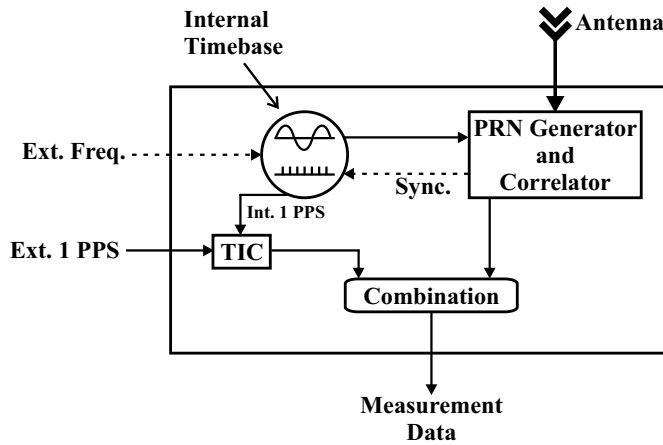 Internal
Timebase
Antenna
PRN Generator
and
Correlator
Ext. Freq.
Sync.
Int. 1 PPS
Ext. 1 PPS
TIC
Combination
Measurement
Data